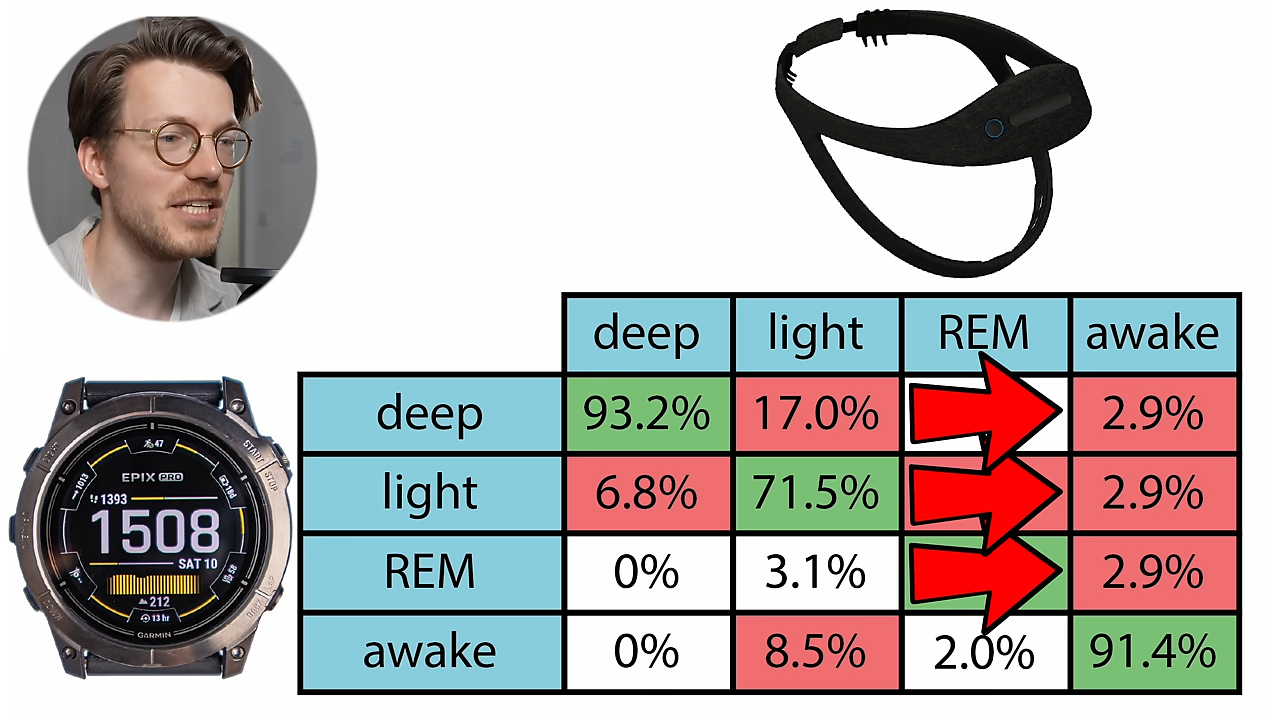 deep light REM awake
deep 93.2% 17.0% 2.9%
light 6.8% 71.5% 2.9%
REM 0% 3.1% 2.9%
awake 0% 8.5% 2.0% 91.4%
47
1013
START
STOP
EPIX PRO
1393
1508
SAT 10
212
13 hr
GARMIN